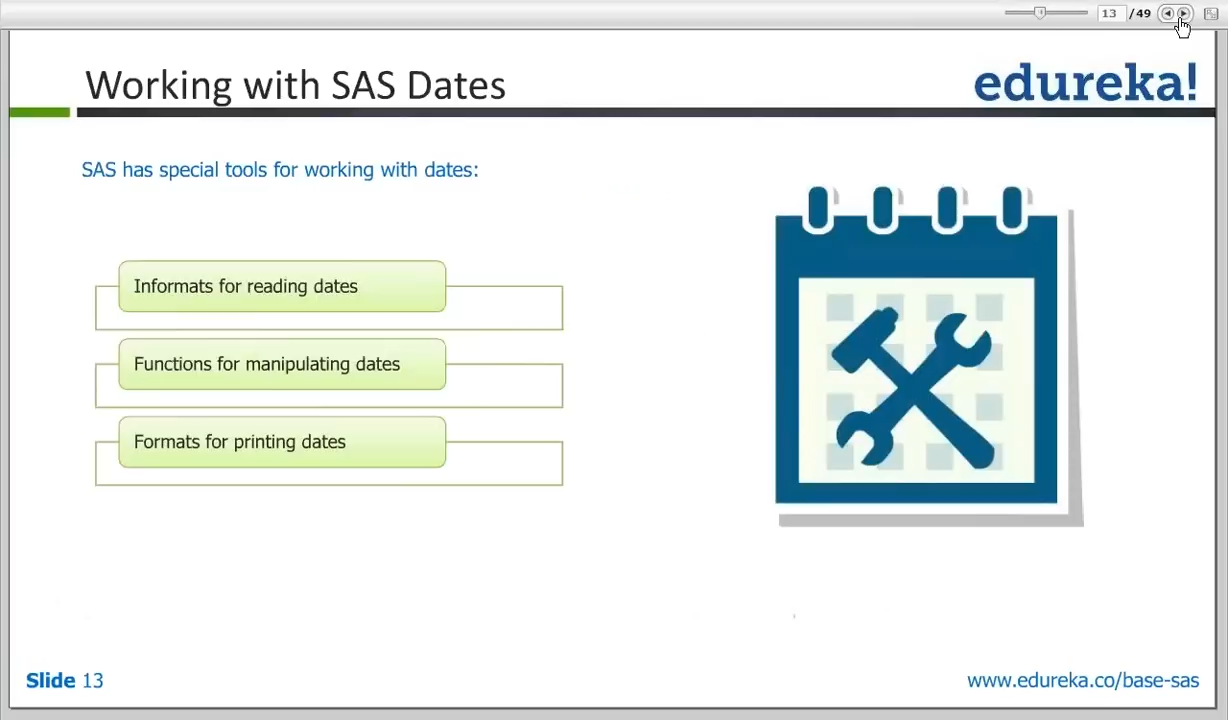 13 /49
Working with SAS Dates
edureka!
SAS has special tools for working with dates:
Informats for reading dates
Functions for manipulating dates
Formats for printing dates
Slide 13
www.edureka.co/base-sas